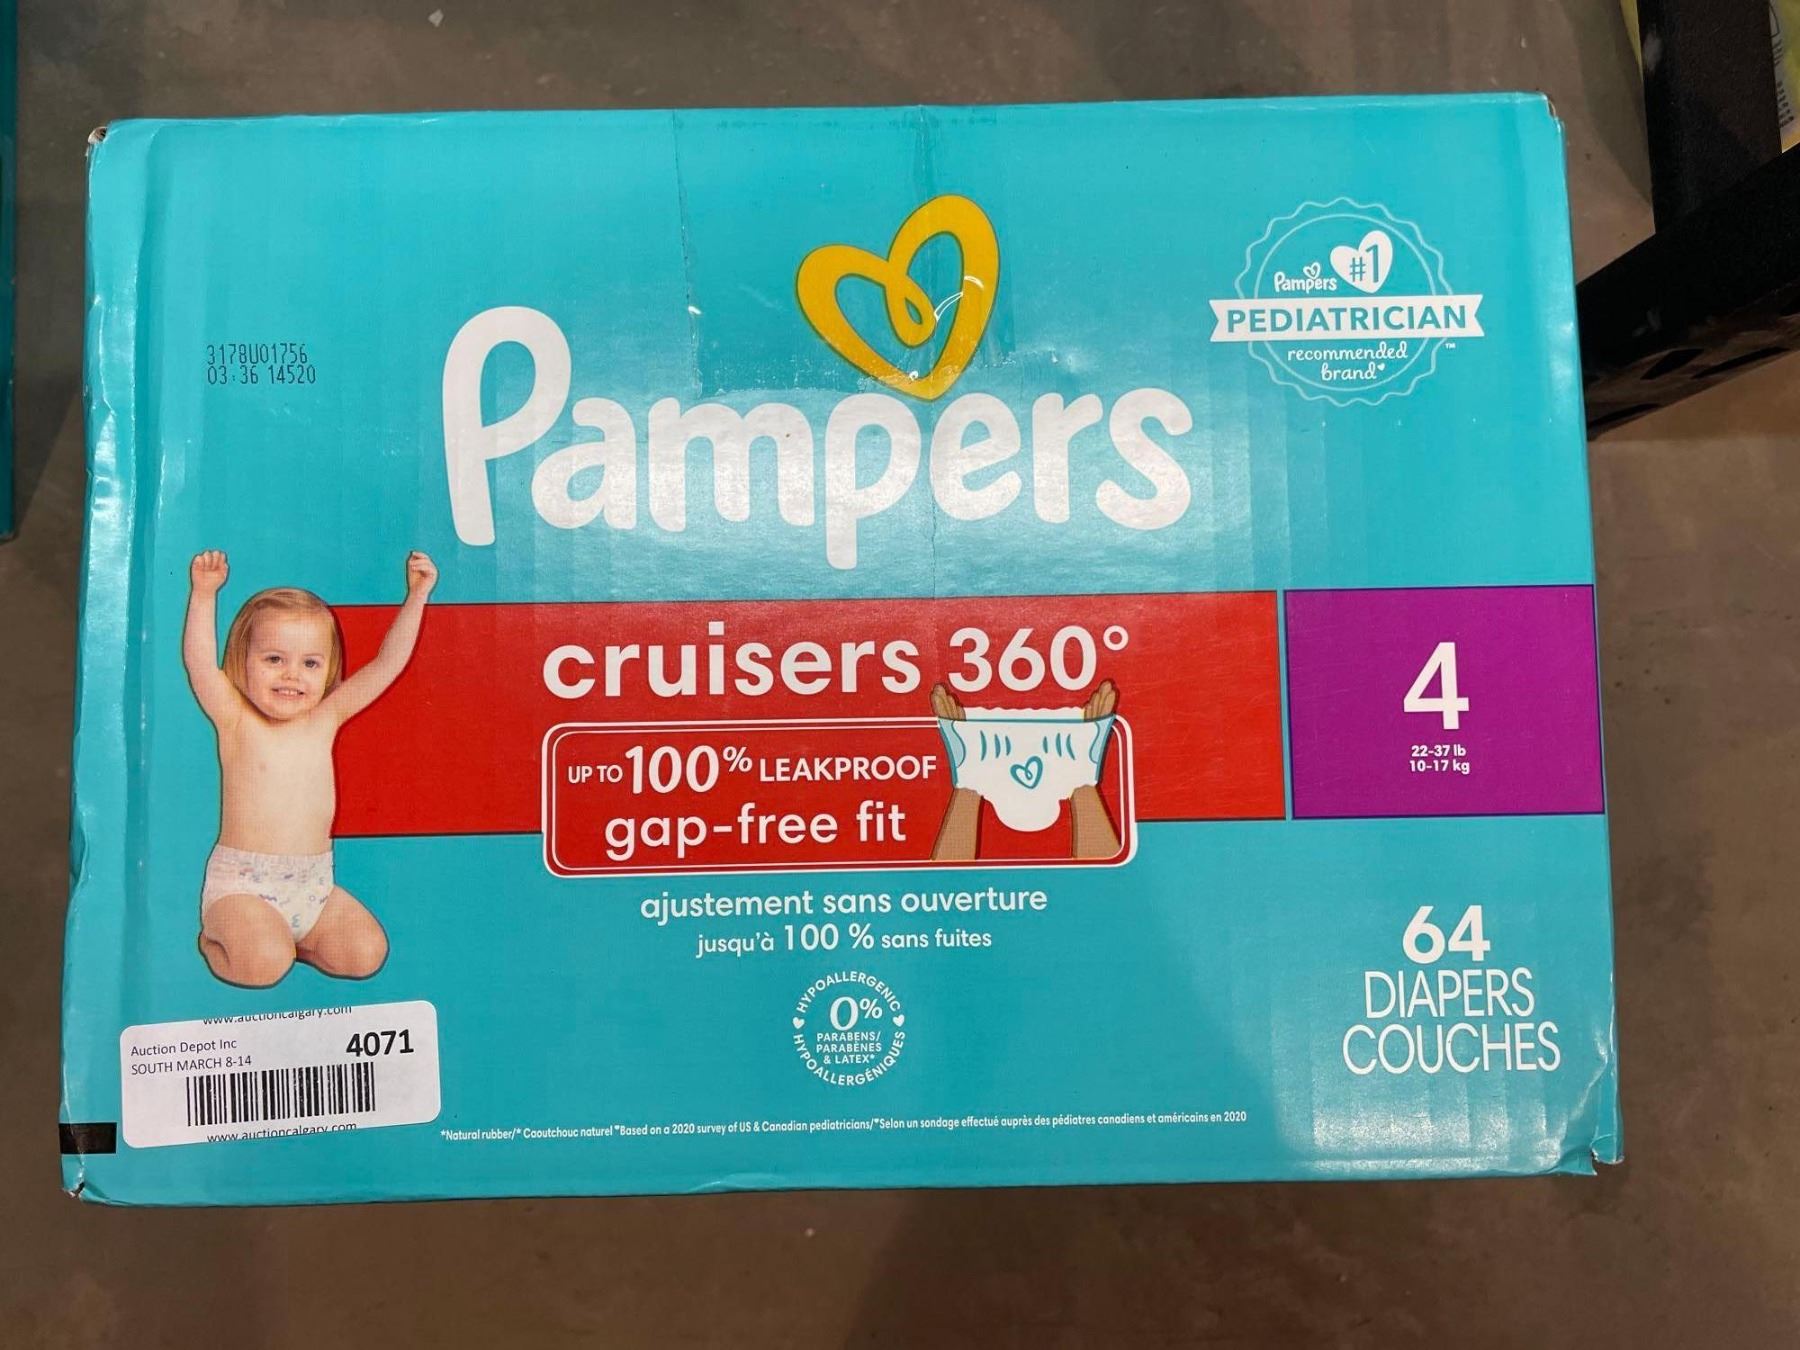 Pampers
#1
PEDIATRICIAN
recommended
brand*
™
3178U01756
03:36 14520
Pampers
cruisers 360°
4
22-37 lb
10-17 kg
UP TO 100% LEAKPROOF
gap-free fit
ajustement sans ouverture
jusqu'à 100 % sans fuites
64
DIAPERS
COUCHES
HYPOALLERGENIC
0%
PARABENS/
PARABÈNES
& LATEX*
HYPOALLERGÉNIQUES
www.auctioncalgary.com
Auction Depot Inc
4071
SOUTH MARCH 8-14
www.auctioncalgary.com
*Natural rubber/* Caoutchouc naturel ♥Based on a 2020 survey of US & Canadian pediatricians/♥Selon un sondage effectué auprès des pédiatres canadiens et américains en 2020